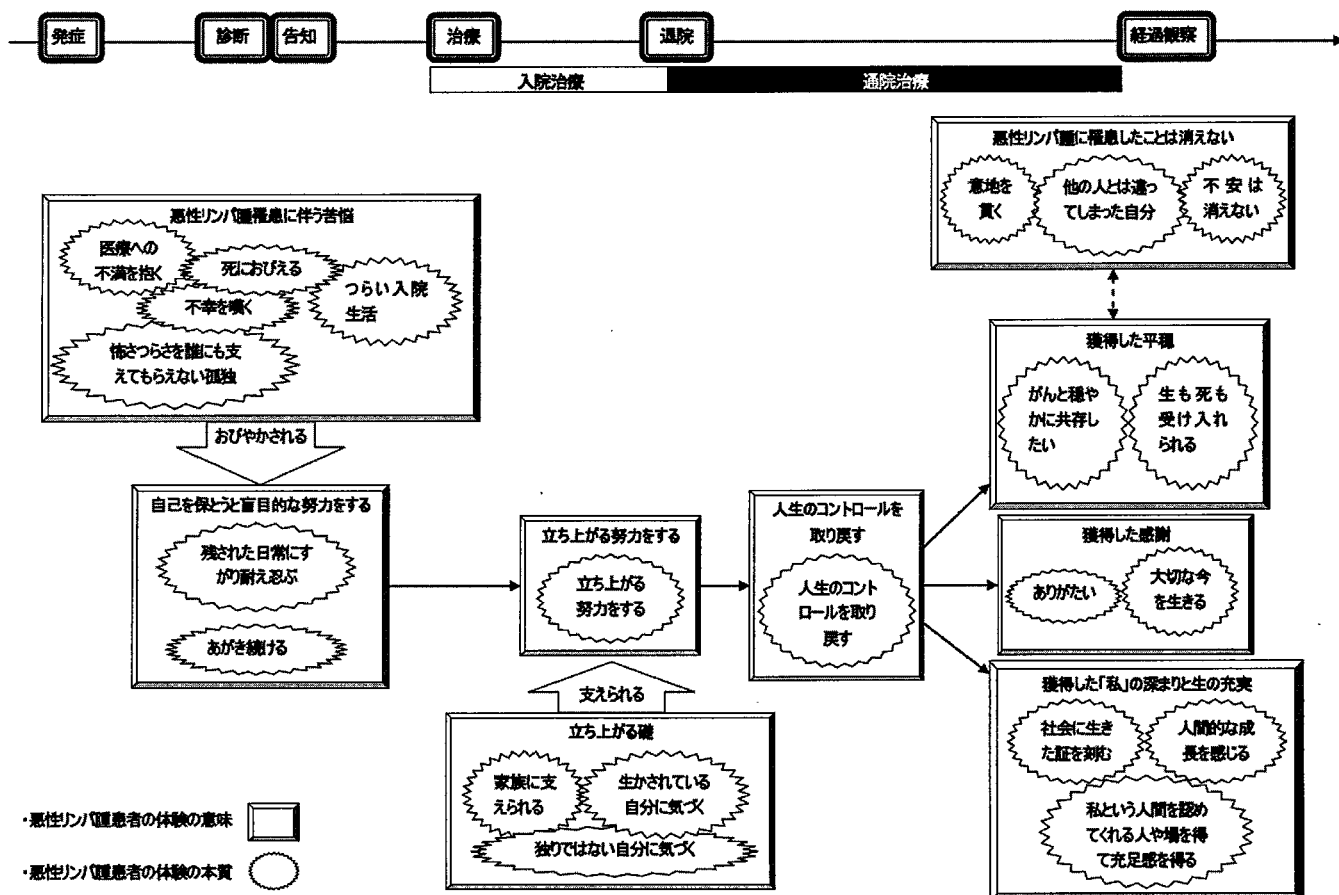 発症
診断
告知
治療
退院
経過観察
入院治療
通院治療
悪性リンパ腫に罹患したことは消えない
意地を
貫く
他の人とは違っ
てしまった自分
不安は
消えない
悪性リンパ腫罹患に伴う苦悩
医療への
不満を抱く
死におびえる
不幸を嘆く
つらい入院
生活
怖さつらさを誰にも支
えてもらえない孤独
おびやかされる
獲得した平穏
がんと穏や
かに共存し
たい
生も死も
受け入れ
られる
自己を保とうと盲目的な努力をする
残された日常にす
がり耐え忍ぶ
あがき続ける
立ち上がる努力をする
立ち上がる
努力をする
人生のコントロールを
取り戻す
人生のコント
ロールを取り
戻す
獲得した感謝
ありがたい
大切な今
を生きる
支えられる
立ち上がる礎
家族に支
えられる
生かされている
自分に気づく
独りではない自分に気づく
獲得した「私」の深まりと生の充実
社会に生き
た証を刻む
人間的な成
長を感じる
私という人間を認め
てくれる人や場を得
て充足感を得る
・悪性リンパ腫患者の体験の意味
・悪性リンパ腫患者の体験の本質